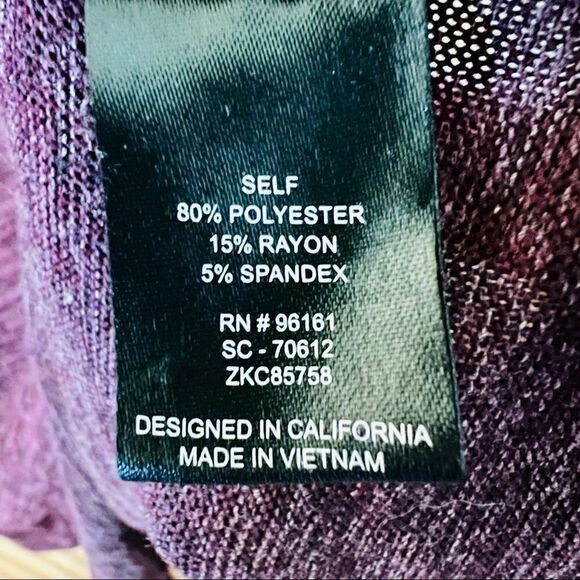 SELF
80% POLYESTER
15% RAYON
5% SPANDEX
RN # 96161
SC - 70612
ZKC85758
DESIGNED IN CALIFORNIA
MADE IN VIETNAM